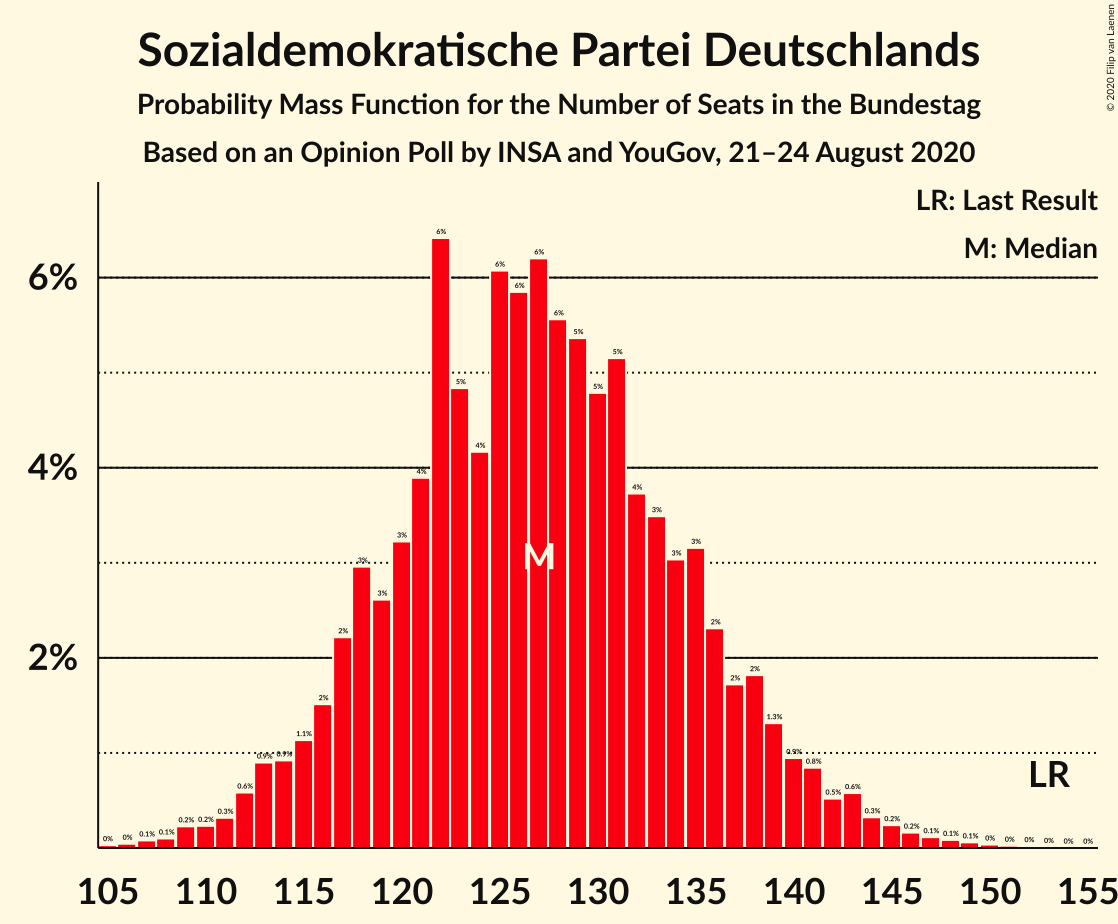 Sozialdemokratische Partei Deutschlands
Probability Mass Function for the Number of Seats in the Bundestag
Based on an Opinion Poll by INSA and YouGov, 21–24 August 2020
© 2020 Filip van Laenen
LR: Last Result
M: Median
6%
4%
2%
0% 0% 0.1% 0.1% 0.2% 0.2% 0.3% 0.6% 0.9% 0.9% 1.1% 2% 2% 3% 3% 3% 4% 6% 5% 4% 6% 6% 6% 6% 5% 5% 5% 4% 3% 3% 3% 2% 2% 2% 1.3% 0.9% 0.8% 0.5% 0.6% 0.3% 0.2% 0.2% 0.1% 0.1% 0.1% 0% 0% 0% 0% 0% 0%
M
LR
105 110 115 120 125 130 135 140 145 150 155